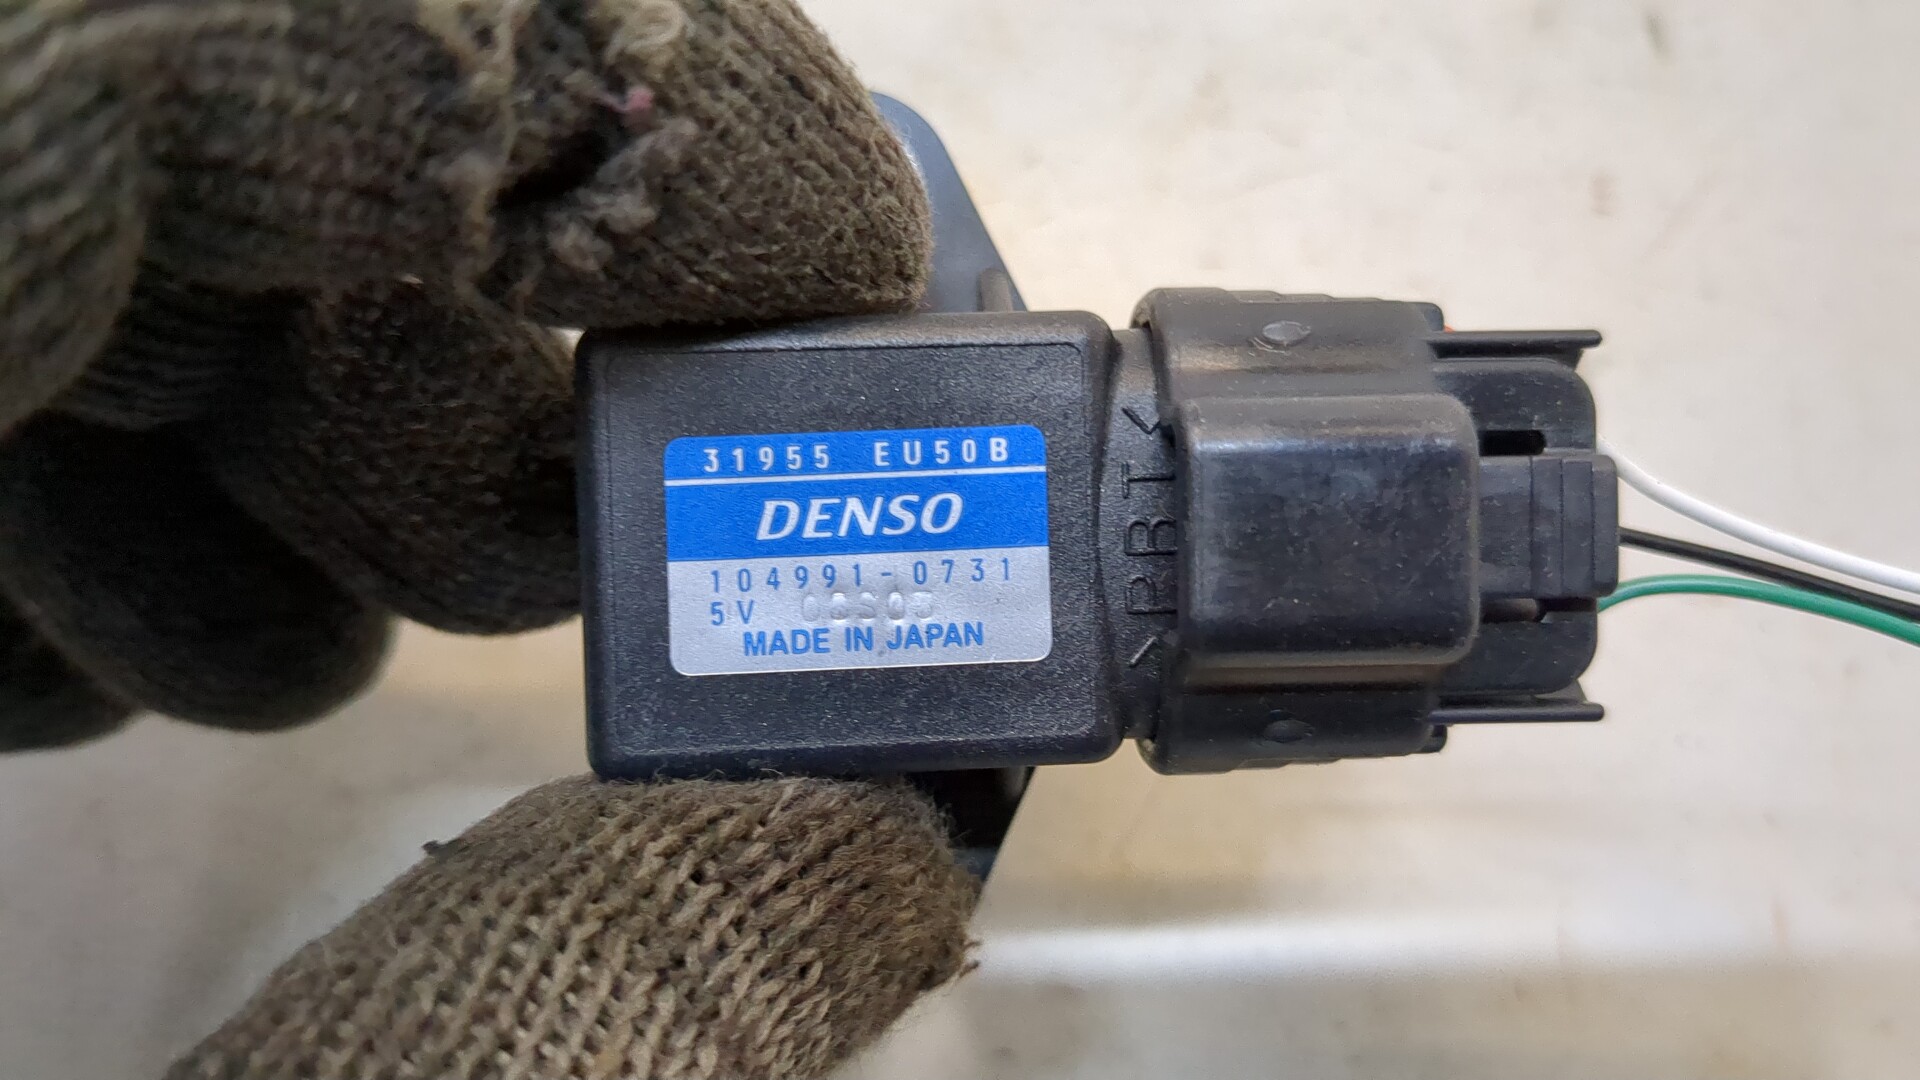 31955 EU50B
DENSO
104991-0731
5V
MADE IN JAPAN